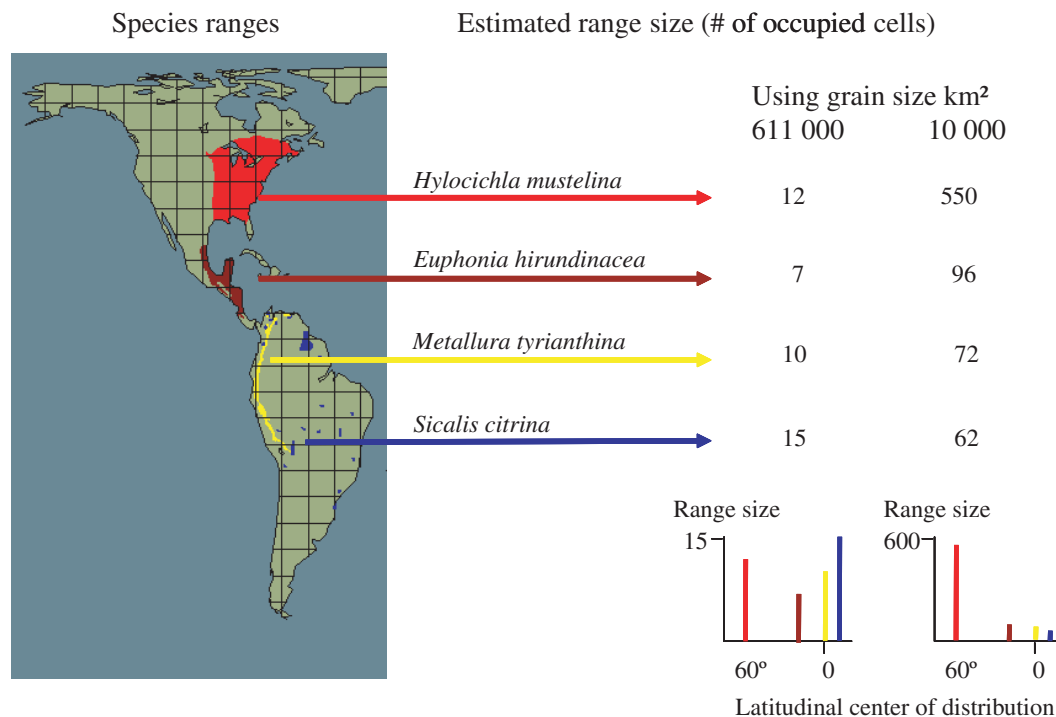 Species ranges
Estimated range size (# of occupied cells)
Using grain size km²
611 000 10 000
Hylocichla mustelina 12 550
Euphonia hirundinacea 7 96
Metallura tyrianthina 10 72
Sicalis citrina 15 62
Range size Range size
15 600
60º 0 60º 0
Latitudinal center of distribution